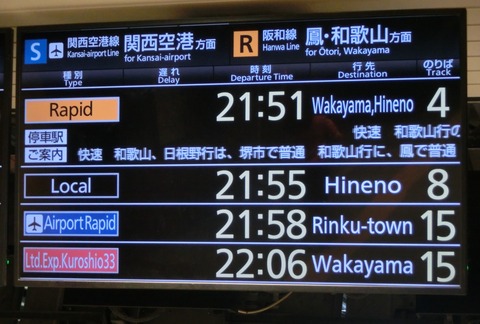 S 関西空港線 Kansai-airport Line 関西空港方面 for Kansai-airport R 阪和線 Hanwa Line 鳳・和歌山方面 for Ōtori, Wakayama
種別 Type 遅れ Delay 時刻 Departure Time 行先 Destination のりば Track
Rapid 21:51 Wakayama,Hineno 4
停車駅 快速 和歌山行の
ご案内 快速 和歌山、日根野行は、堺市で普通 和歌山行に、鳳で普
Local 21:55 Hineno 8
Airport Rapid 21:58 Rinku-town 15
Ltd.Exp.Kuroshio33 22:06 Wakayama 15